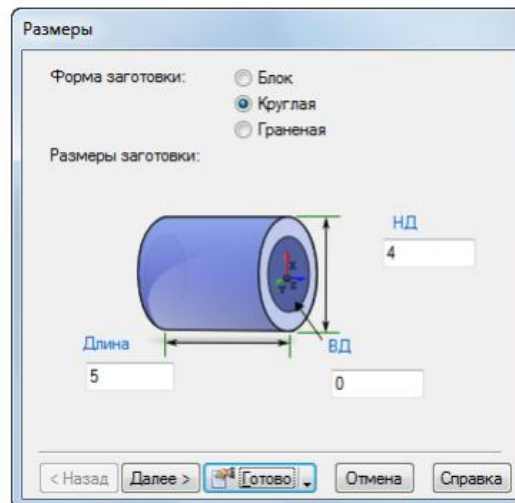 Размеры
Форма заготовки:
Блок
Круглая
Граненая
Размеры заготовки:
НД
4
X
Y Z
Длина
ВД
5
0
< Назад Далее > Готово Отмена Справка